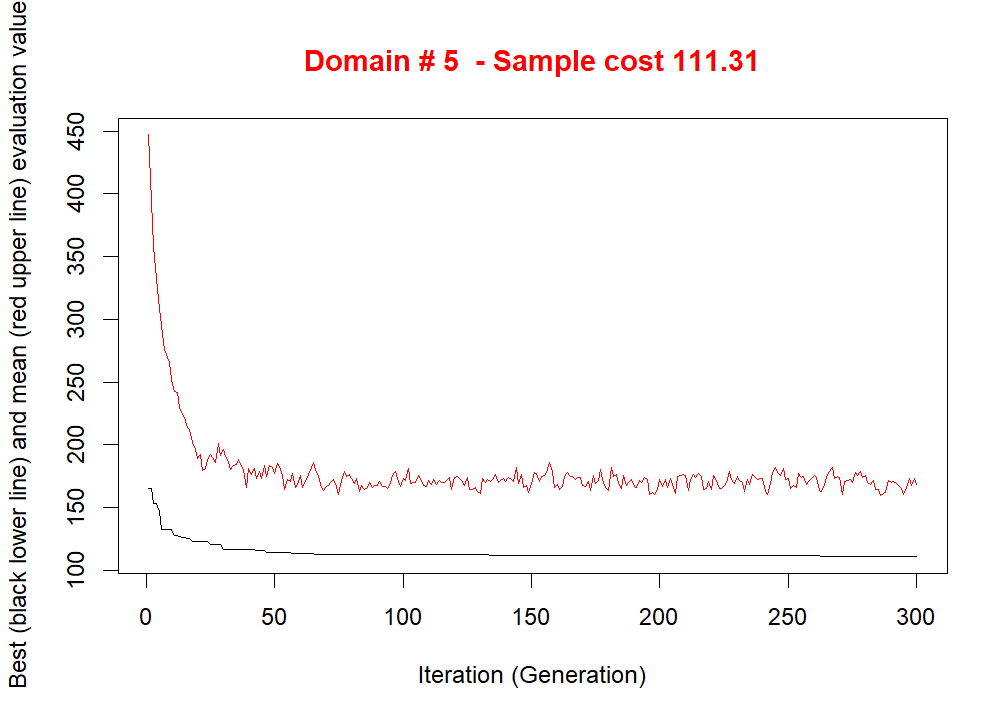 Domain # 5  - Sample cost 111.31
Best (black lower line) and mean (red upper line) evaluation value
450
400
350
300
250
200
150
100
0 50 100 150 200 250 300
Iteration (Generation)